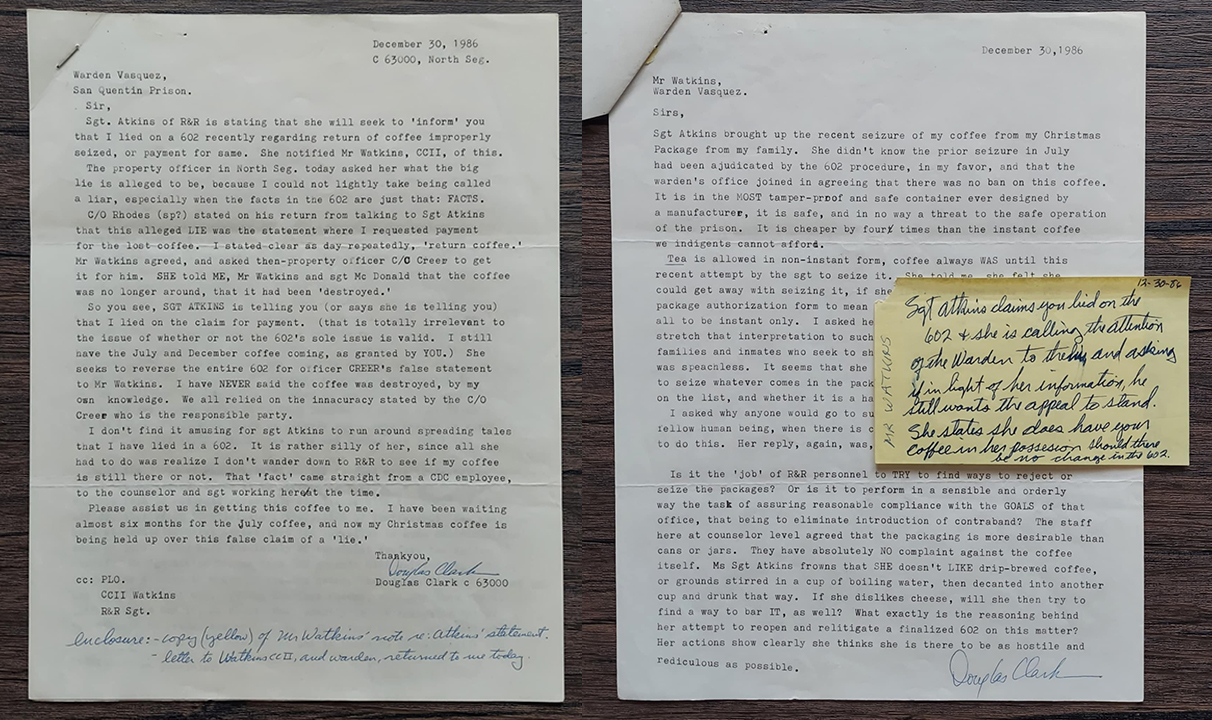 December 30, 1986
C 63000, North Seg.
Warden Vasquez,
San Quentin Prison.
Sir,
Sgt. Atkins of R&R is stating that she will seek to 'inform' you
that I lied on a 602 recently regarding return of coffee improperly
seized, or payment for same. She notified Mr Watkins, CCII, of this.
The property officer in North Seg. today asked her what the big
lie is alleged to be, because I could not lightly take being called
a liar, especially when the facts in the 602 are just that: FACTS.
C/O Rhodes (sp?) stated on his return from talking to Sgt Atkins
that this alleged LIE was the statement where I requested payment
for the lost coffee. I stated clear as day repeatedly, 'return coffee.'
Mr Watkins agreed, and asked then-property officer C/C Creer to get
it for him. SHE told ME, Mr Watkins and sgt Mc Donald that the coffee
was no longer around, that it had been 'destroyed.'
So you see, SGT ATKINS is telling you (or says she is telling you)
that I lied on the claim for payment. (that is totally irrelevant to
the issue of whether or not the 602's sole issue is valid. I still
have the July and December coffee coming, as granted by YOU.) She
seeks to reverse the entire 602 for officer CREER's false statement
to Mr Watkins. I have NEVER said the coffee was destroyed, by my
own knowledge. We all relied on the innacuracy stated by the C/O
Creer who is the responsible party.
I don't find it amusing for sgt Atkins to run around spreading tales
that I have lied in a 602. It is rather silly of her, since all she
had to do was realize I don't wander down to R&R to see if my coffee
is still there or not. That 'fact' came straight from a CDC employee,
to the counselor and sgt working here at the time.
Please assist us in getting this coffee to me. I have been waiting
almost six months for the july coffee, and now my Christmas coffee is
being held up over this false claim of a 'lie.'
Thankyou,
Douglas Clark
Douglas Clark c 63000
cc: PLO.
CCII Watkins
R&R Sgt.
enclosure: - copy (yellow) of Mr Watkins' note re: Atkins' statement.
- letter to Watkins CCII, and warden, returned to me today.
December 30,1986
Mr Watkins,
Warden Vasquez.
Sirs,
Sgt Atkins brought up the recent seizure of my coffee from my Christmas
Package from my family. She didn't know the prior seizure in July
had been ajudicated by the 602 procedure, in my favor, and that the
warden's office joined in agreeing that there was no ban on this coffee.
It is in the MOST tamper-proof and safe container ever designed by
a manufacturer, it is safe, and in no way a threat to the safe operation
of the prison. It is cheaper by four times than the instant coffee
we indigents cannot afford.
Tea is allowed in non-instant form, coffee always WAS until this
recent attempt by the sgt to seize it. She told me, she felt she
could get away with seizing it, if she
package authorization form to mean
all to be instant only. I asked he
stretch that interpretation to such
families and inmates who seek to sh
was speachless. It seems that she
to seize whatever comes in the pack
on the list, and whether it is a ha
I asked why anyone would go to su
fellow human being, when there is c
to do this. Her reply, again, was,
Is it the 'job' of R&R personnel to TRY to find ways to reject or
seize the packages? Or is it to perform in a sensible and orderly
way the task of assuring reasonable compliance with the GOALS of that
office, that being to eliminate introduction of contraband? The staff
here at counselor level agreed that the packaging is more desirable than
cans or jars. They have absolutely NO complaint against the coffee
itself. Ms Sgt Atkins frowns that SHE doesn't LIKE drip-brewed coffee,
or grounds stirred in a cup of boiling water, then decanted into another
cup and drunk that way. If she dislikes cheese, will she then try to
find a way to bar IT, as well? What exactly is the reasoning behind
her attempt to reopen and relitigate a finalized 602 on this matter?
Her actions show clearly she thinks she is there to be as hostile and
rediculous as possible.
Douglas Clark
12-30-86
MR WATKINS
Sgt Atkins claims you lied on the
602 & she is calling the attention
of the Warden to the and asking
if in light of her information, he
still wants the appeal to stand.
She states she does have your
coffee in her possesion should there
be no change in the 602.